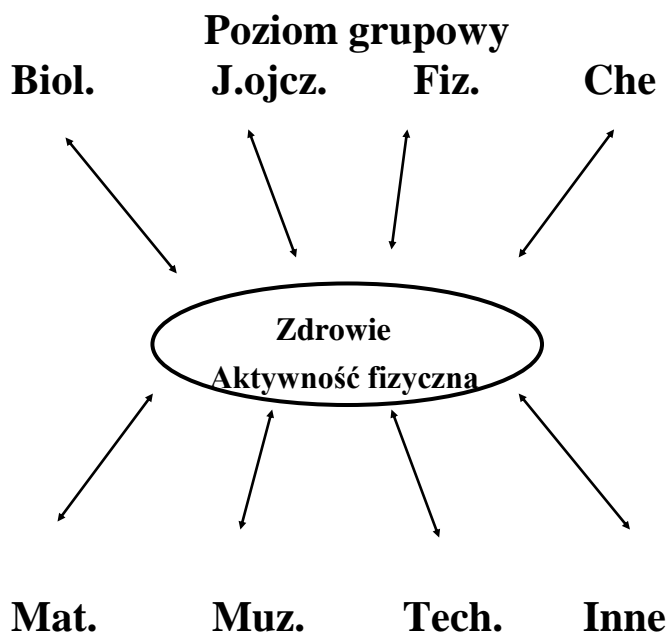 Poziom grupowy
Biol. J.ojcz. Fiz. Che
Zdrowie
Aktywność fizyczna
Mat. Muz. Tech. Inne